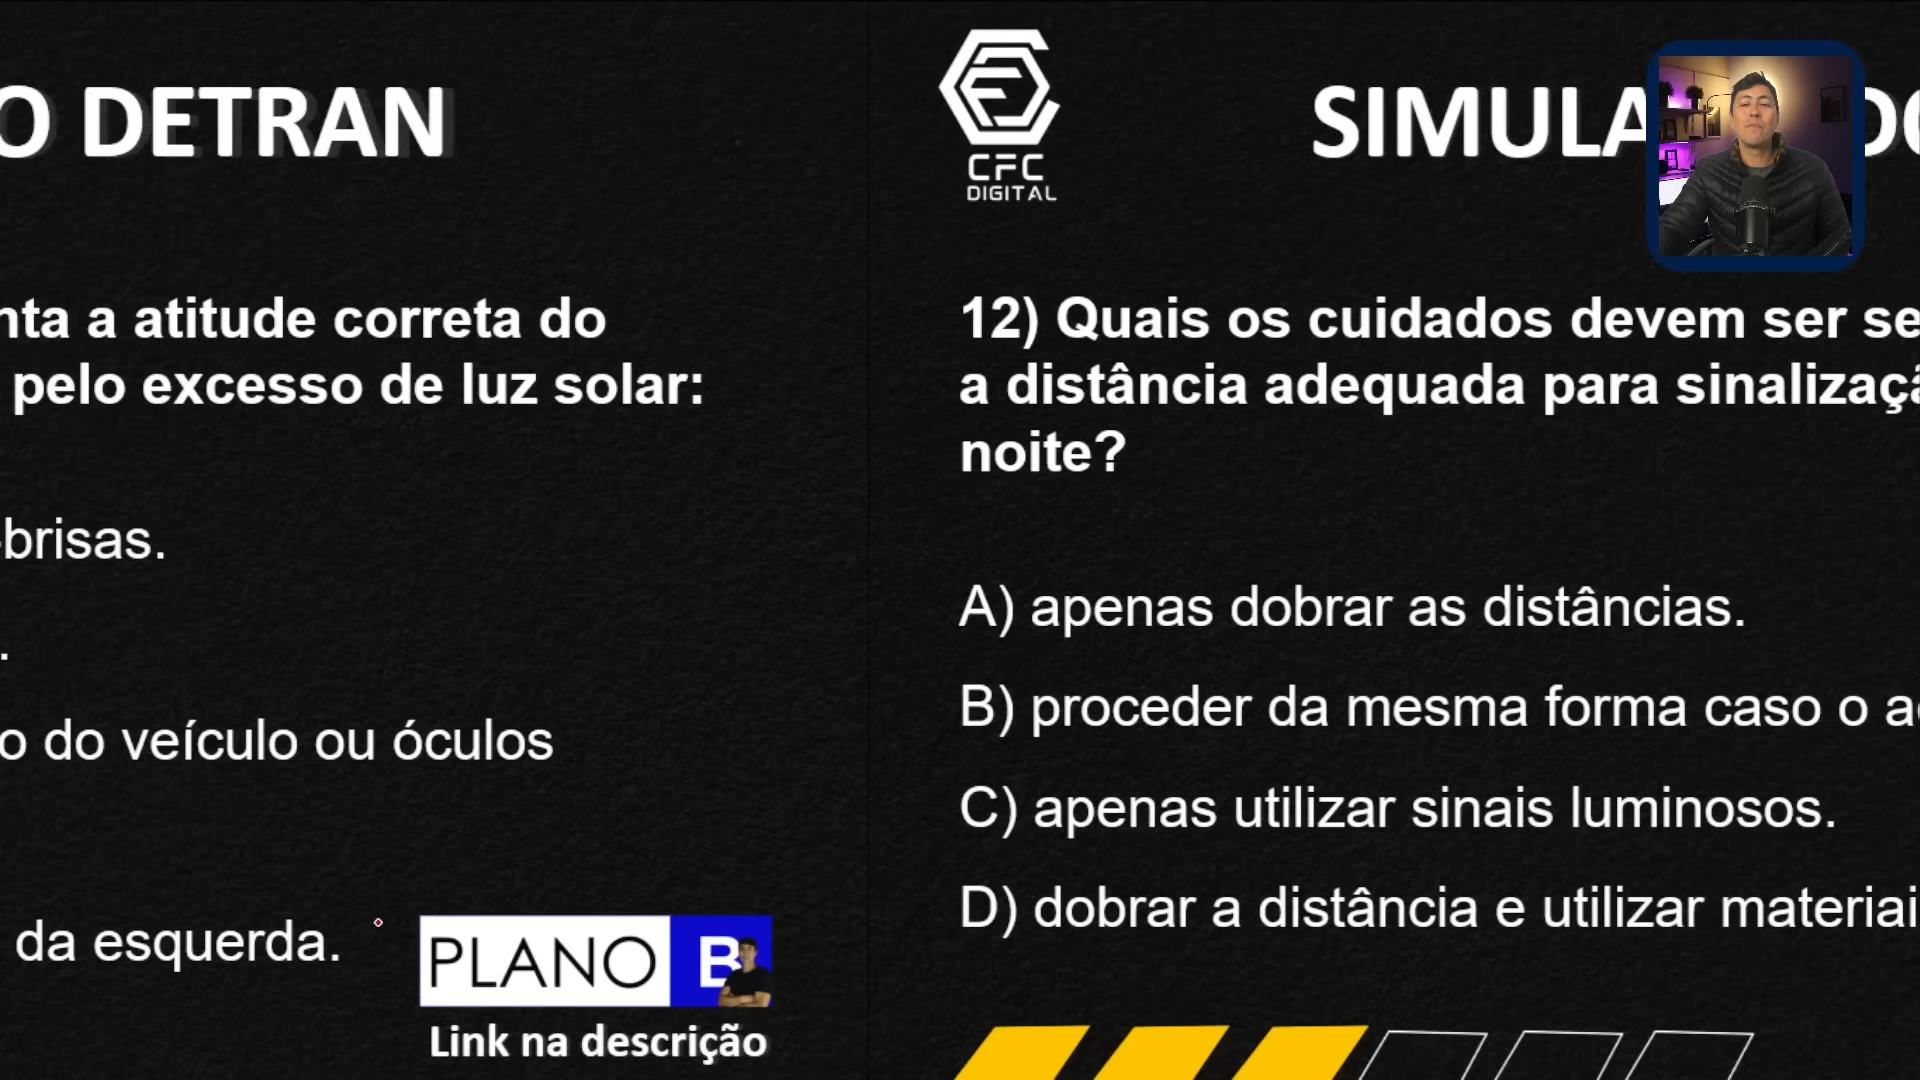 O DETRAN
nta a atitude correta do
pelo excesso de luz solar:
-brisas.
.
o do veículo ou óculos
da esquerda.
PLANO B
Link na descrição
CFC
DIGITAL
SIMULA
12) Quais os cuidados devem ser se
a distância adequada para sinalizaçã
noite?
A) apenas dobrar as distâncias.
B) proceder da mesma forma caso o a
C) apenas utilizar sinais luminosos.
D) dobrar a distância e utilizar materiai